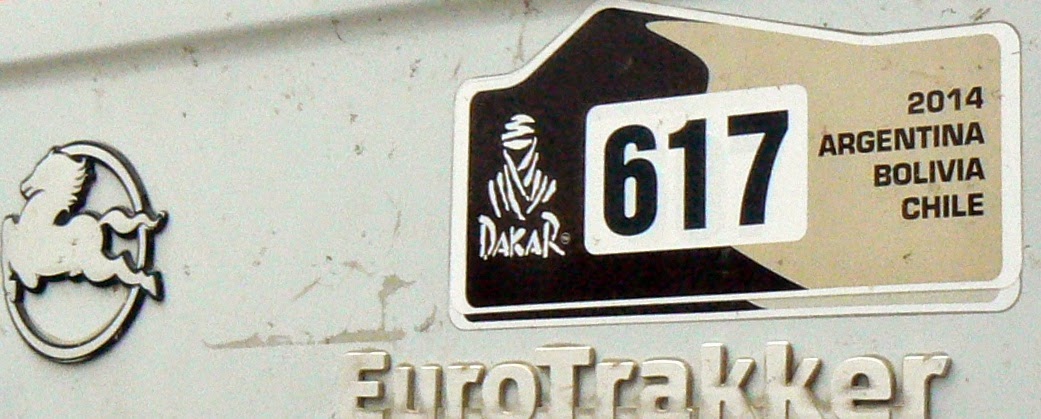 DAKAR
617
2014
ARGENTINA
BOLIVIA
CHILE
EuroTrakker